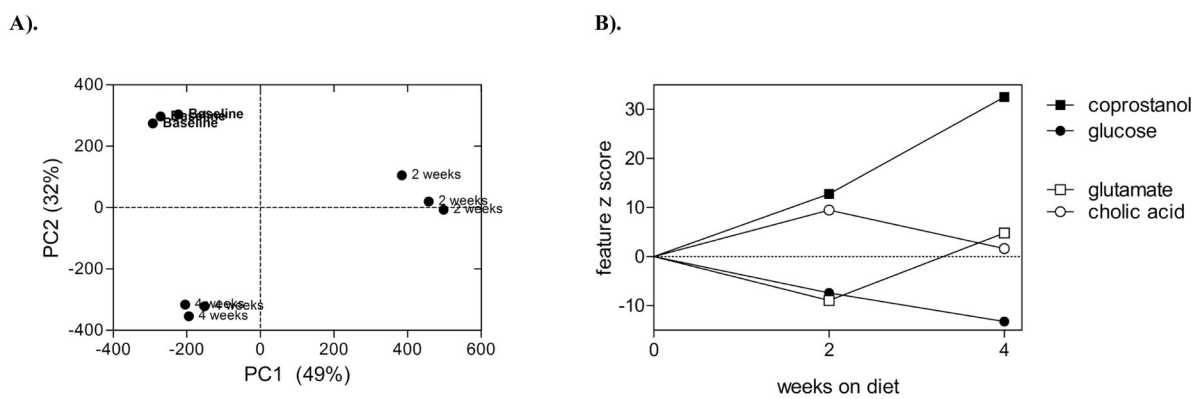 A).
B).
400
200
0
-200
-400
-400
-200
0
200
400
600
PC2 (32%)
PC1 (49%)
Baseline
Baseline
Baseline
2 weeks
2 weeks
2 weeks
4 weeks
4 weeks
4 weeks
30
20
10
0
-10
0
2
4
feature z score
weeks on diet
coprostanol
glucose
glutamate
cholic acid